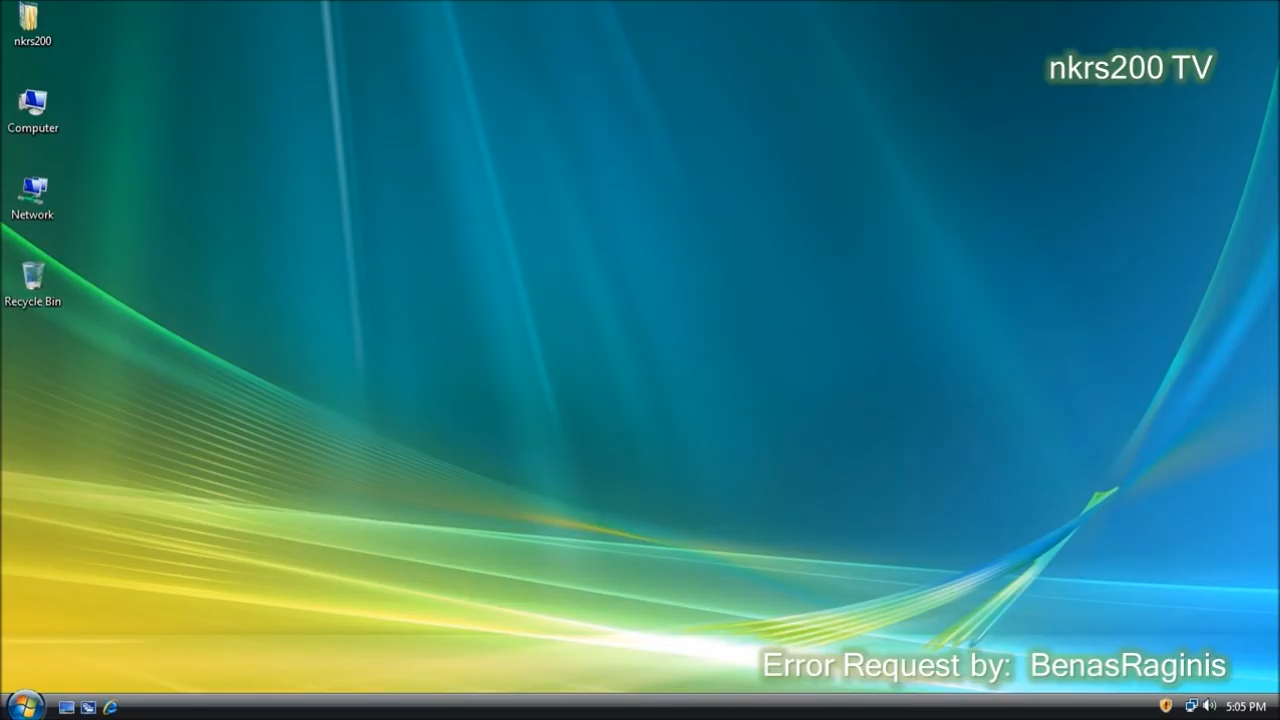 nkrs200
nkrs200 TV
Computer
Network
Recycle Bin
Error Request by: BenasRaginis
5:05 PM